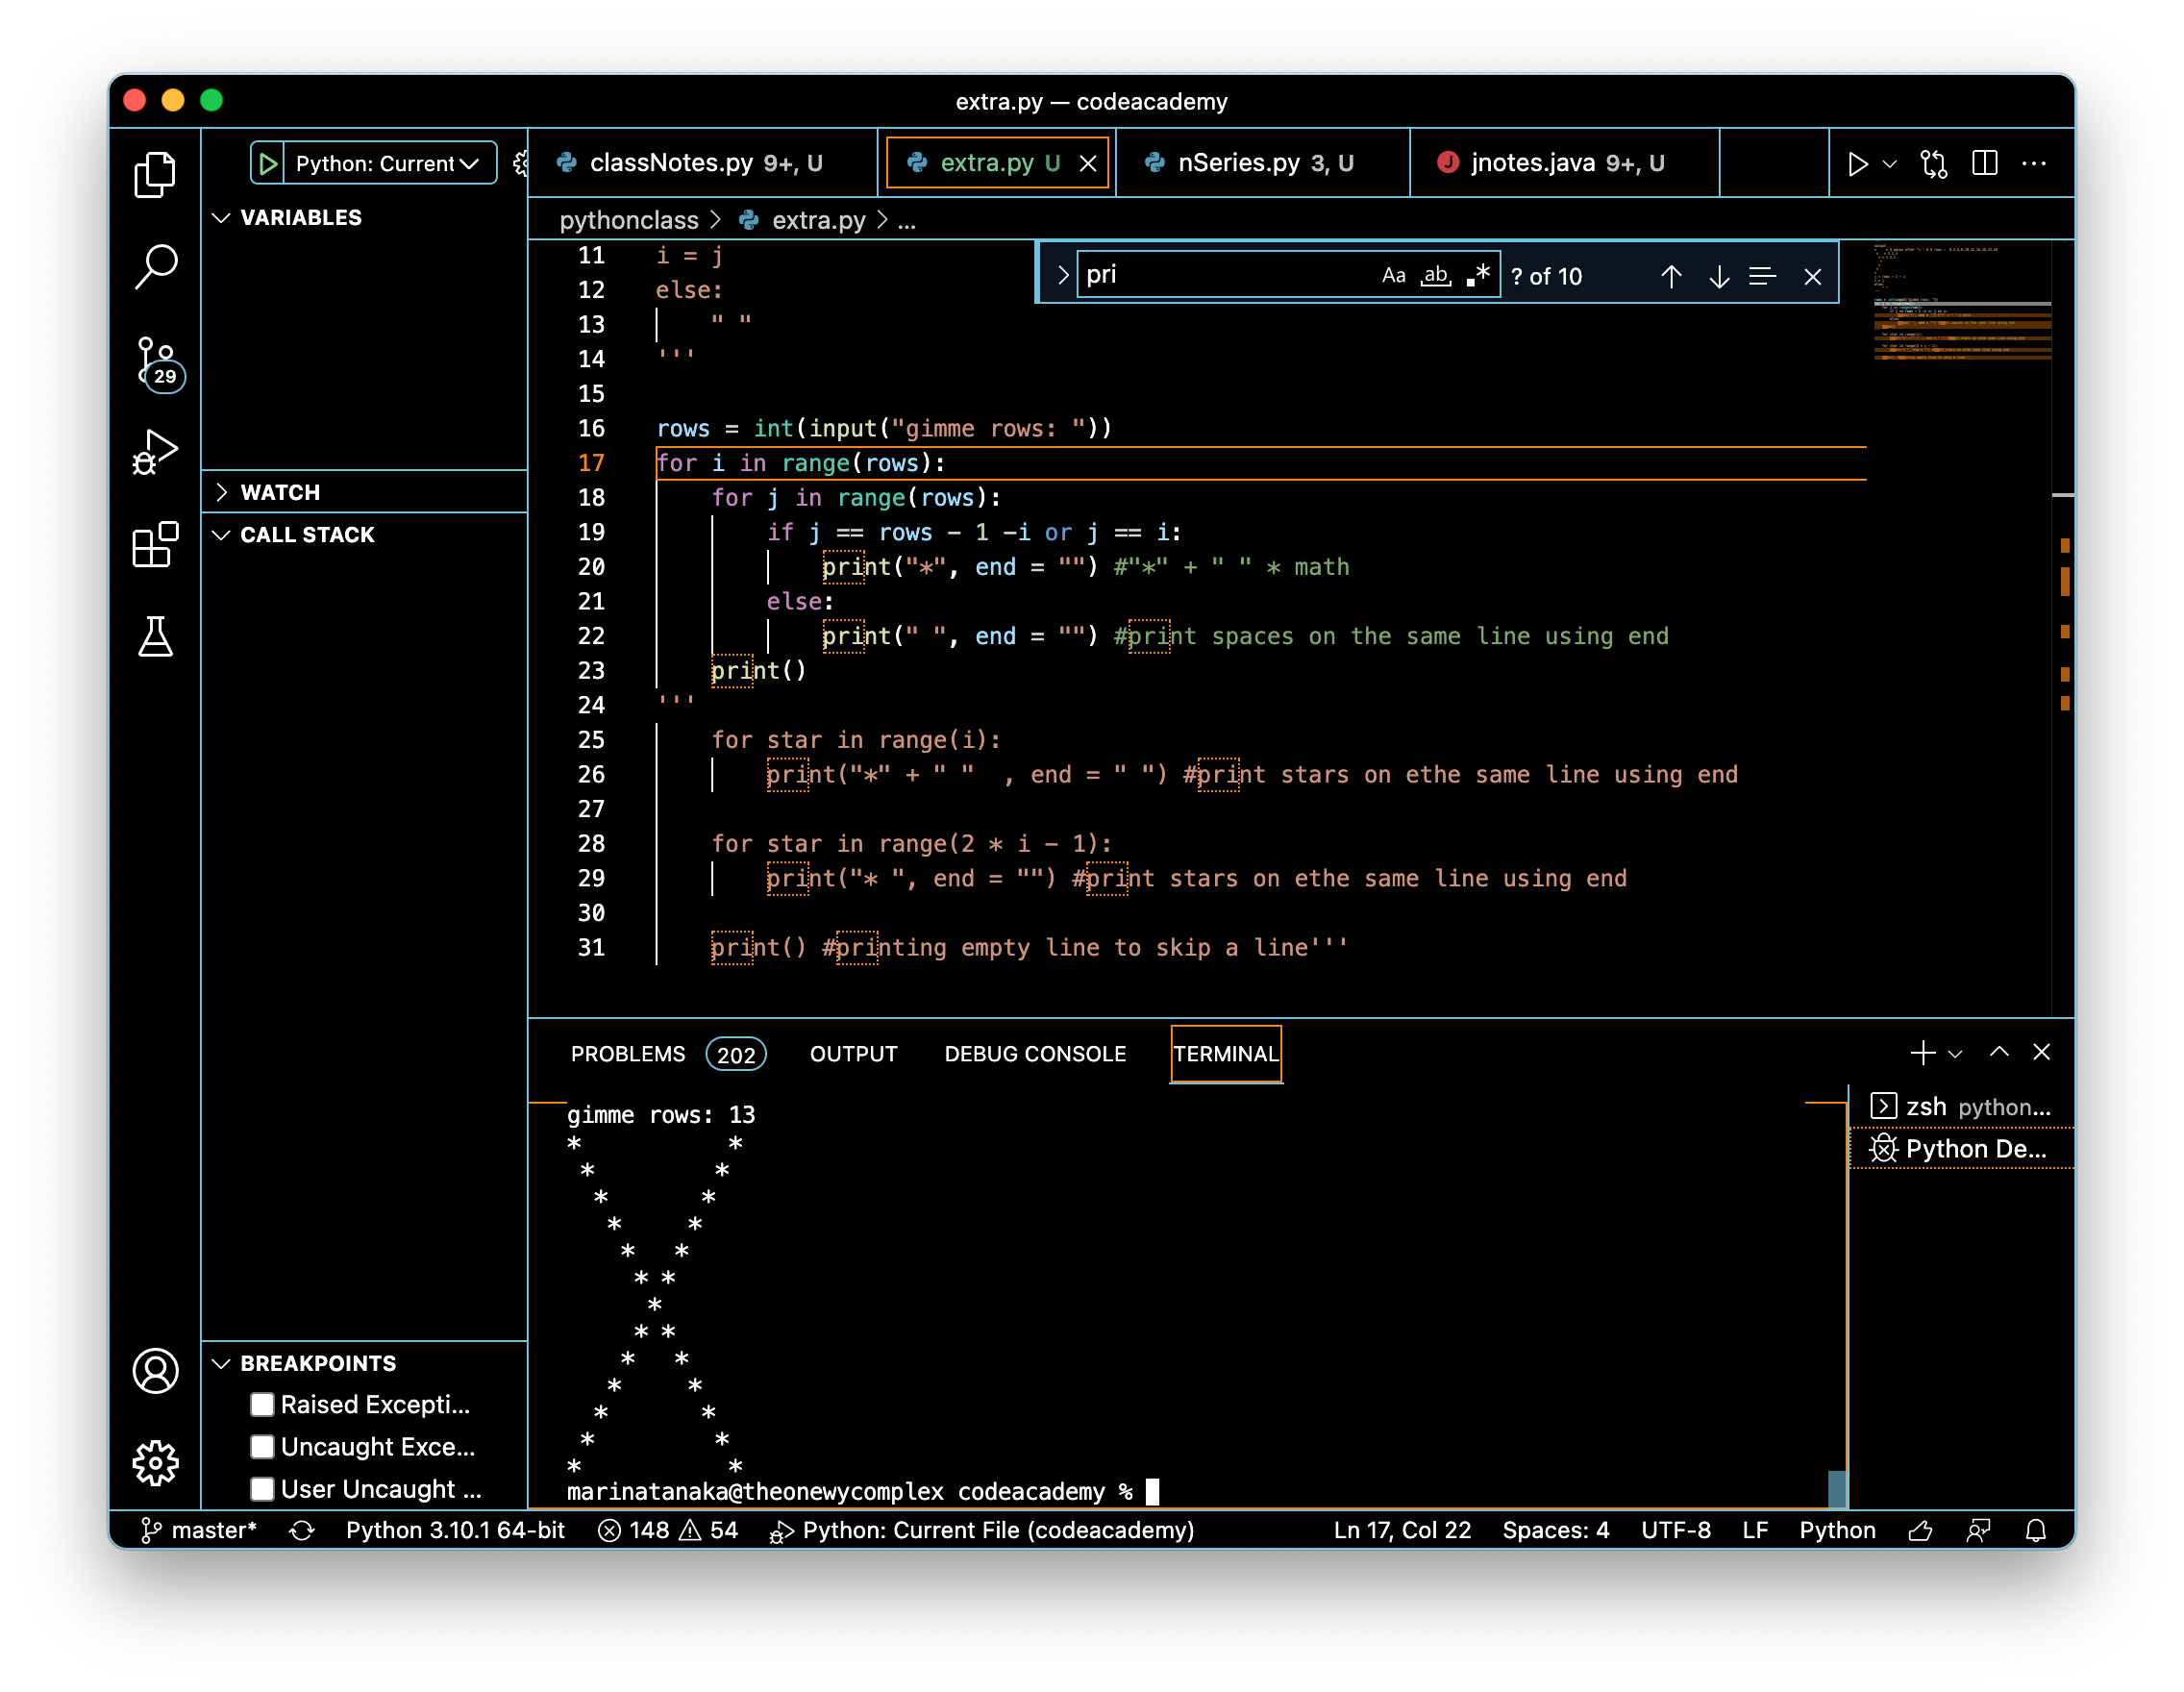 extra.py — codeacademy
Python: Current
classNotes.py 9+, U
extra.py U
nSeries.py 3, U
jnotes.java 9+, U
VARIABLES
pythonclass > extra.py > ...
pri
Aa ab .* ? of 10
11 i = j
12 else:
13     " "
14 '''
15
16 rows = int(input("gimme rows: "))
17 for i in range(rows):
18     for j in range(rows):
19         if j == rows - 1 -i or j == i:
20             print("*", end = "") #"*" + " " * math
21         else:
22             print(" ", end = "") #print spaces on the same line using end
23     print()
24 '''
25     for star in range(i):
26         print("*" + " "  , end = " ") #print stars on ethe same line using end
27
28     for star in range(2 * i - 1):
29         print("* ", end = "") #print stars on ethe same line using end
30
31     print() #printing empty line to skip a line'''
29
WATCH
CALL STACK
BREAKPOINTS
Raised Excepti...
Uncaught Exce...
User Uncaught ...
PROBLEMS 202 OUTPUT DEBUG CONSOLE TERMINAL
gimme rows: 13
*           *
 *         *
  *       *
   *     *
    *   *
     * *
      *
     * *
    *   *
   *     *
  *       *
 *         *
*           *
marinatanaka@theonewycomplex codeacademy %
zsh python...
Python De...
master* Python 3.10.1 64-bit 148 54 Python: Current File (codeacademy) Ln 17, Col 22 Spaces: 4 UTF-8 LF Python